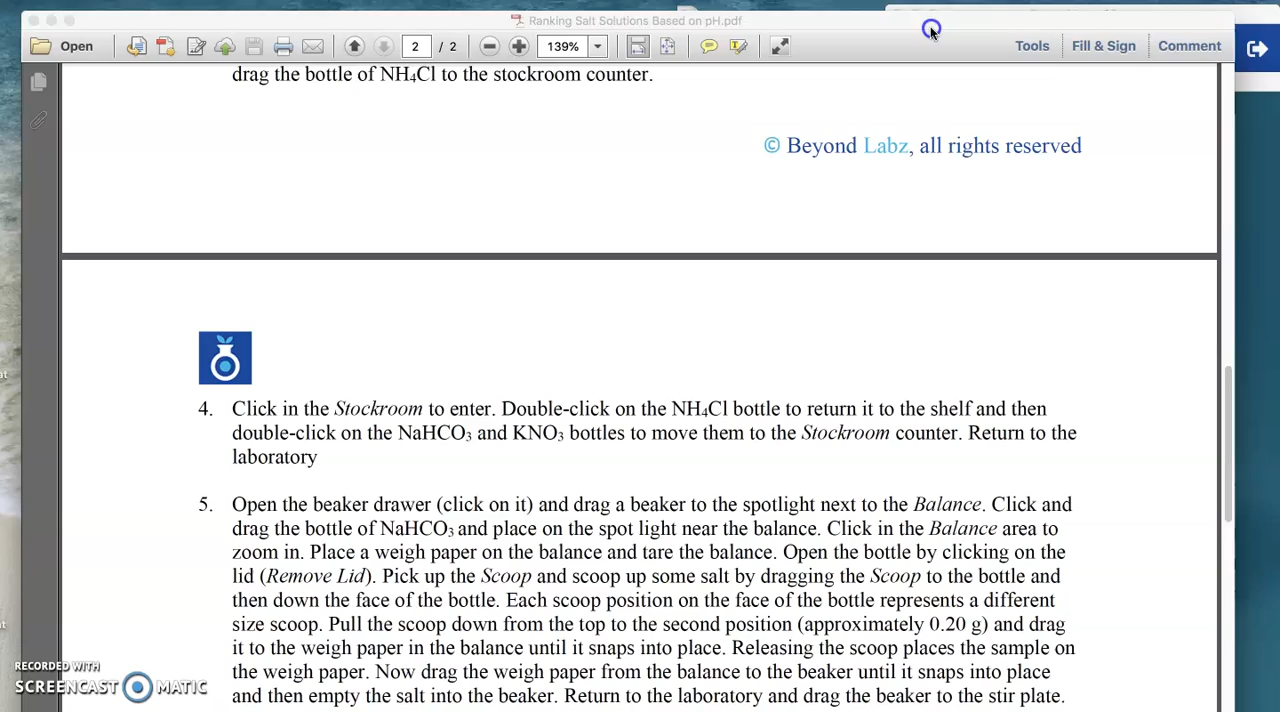 Ranking Salt Solutions Based on pH.pdf
Open
2 / 2
139%
Tools
Fill & Sign
Comment
drag the bottle of NH₄Cl to the stockroom counter.
© Beyond Labz, all rights reserved
4. Click in the Stockroom to enter. Double-click on the NH₄Cl bottle to return it to the shelf and then
double-click on the NaHCO₃ and KNO₃ bottles to move them to the Stockroom counter. Return to the
laboratory
5. Open the beaker drawer (click on it) and drag a beaker to the spotlight next to the Balance. Click and
drag the bottle of NaHCO₃ and place on the spot light near the balance. Click in the Balance area to
zoom in. Place a weigh paper on the balance and tare the balance. Open the bottle by clicking on the
lid (Remove Lid). Pick up the Scoop and scoop up some salt by dragging the Scoop to the bottle and
then down the face of the bottle. Each scoop position on the face of the bottle represents a different
size scoop. Pull the scoop down from the top to the second position (approximately 0.20 g) and drag
it to the weigh paper in the balance until it snaps into place. Releasing the scoop places the sample on
the weigh paper. Now drag the weigh paper from the balance to the beaker until it snaps into place
and then empty the salt into the beaker. Return to the laboratory and drag the beaker to the stir plate.
RECORDED WITH
SCREENCAST MATIC